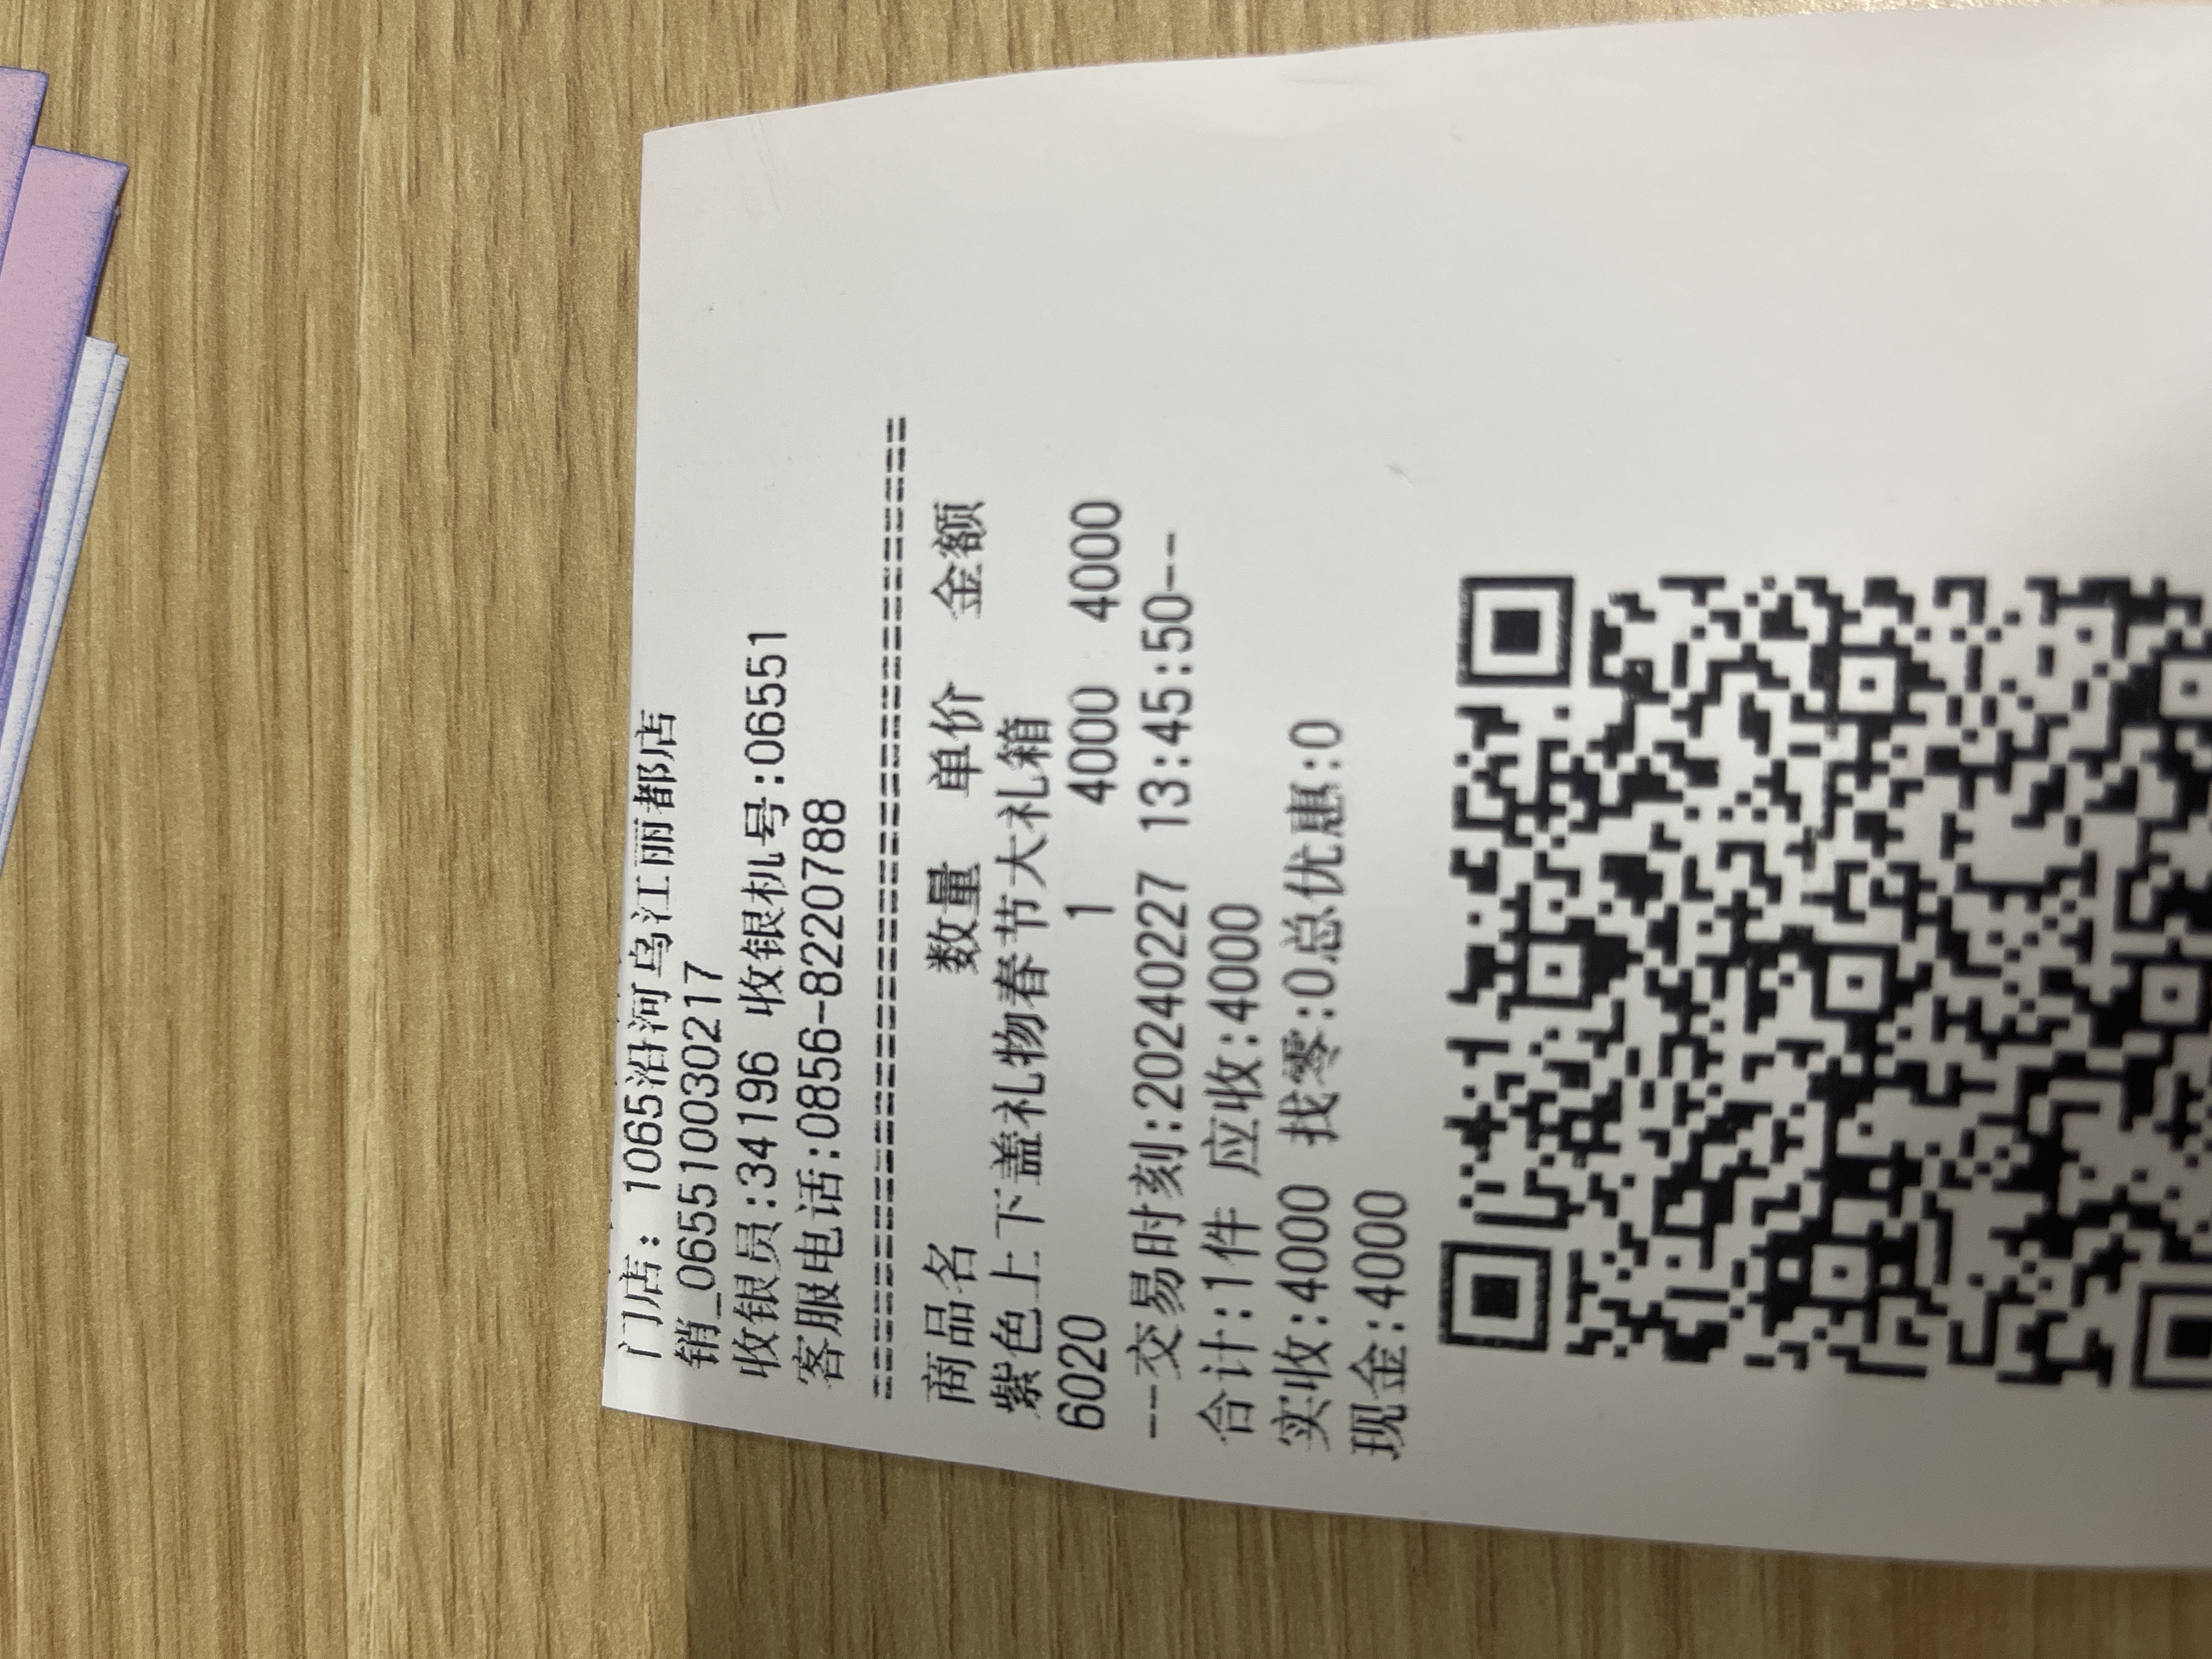 门店：1065沿河乌江丽都店
销_065510030217
收银员:34196 收银机号:06551
客服电话:0856-8220788
商品名 数量 单价 金额
紫色上下盖礼物春节大礼箱
6020 1 4000 4000
--交易时刻:20240227 13:45:50--
合计:1件 应收:4000
实收:4000 找零:0总优惠:0
现金:4000